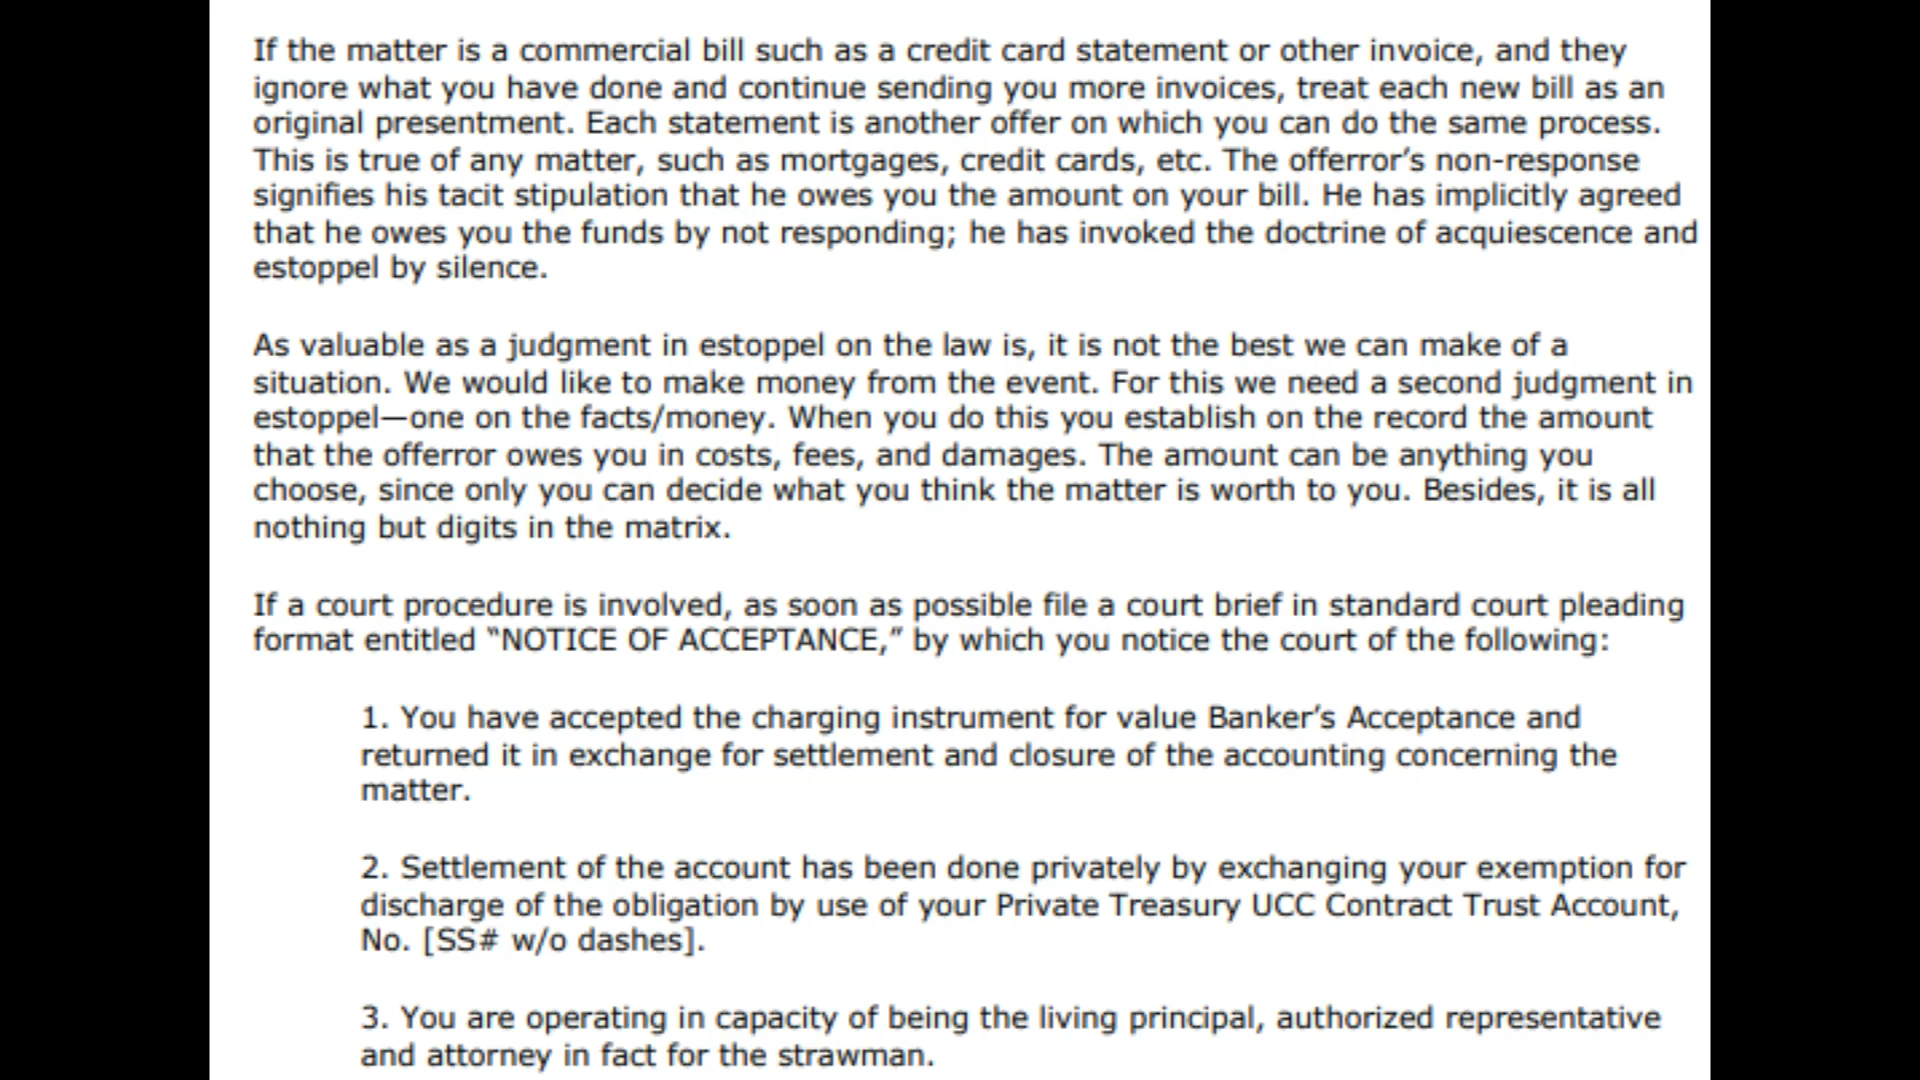 If the matter is a commercial bill such as a credit card statement or other invoice, and they
ignore what you have done and continue sending you more invoices, treat each new bill as an
original presentment. Each statement is another offer on which you can do the same process.
This is true of any matter, such as mortgages, credit cards, etc. The offerror’s non-response
signifies his tacit stipulation that he owes you the amount on your bill. He has implicitly agreed
that he owes you the funds by not responding; he has invoked the doctrine of acquiescence and
estoppel by silence.
As valuable as a judgment in estoppel on the law is, it is not the best we can make of a
situation. We would like to make money from the event. For this we need a second judgment in
estoppel—one on the facts/money. When you do this you establish on the record the amount
that the offerror owes you in costs, fees, and damages. The amount can be anything you
choose, since only you can decide what you think the matter is worth to you. Besides, it is all
nothing but digits in the matrix.
If a court procedure is involved, as soon as possible file a court brief in standard court pleading
format entitled “NOTICE OF ACCEPTANCE,” by which you notice the court of the following:
1. You have accepted the charging instrument for value Banker’s Acceptance and
returned it in exchange for settlement and closure of the accounting concerning the
matter.
2. Settlement of the account has been done privately by exchanging your exemption for
discharge of the obligation by use of your Private Treasury UCC Contract Trust Account,
No. [SS# w/o dashes].
3. You are operating in capacity of being the living principal, authorized representative
and attorney in fact for the strawman.